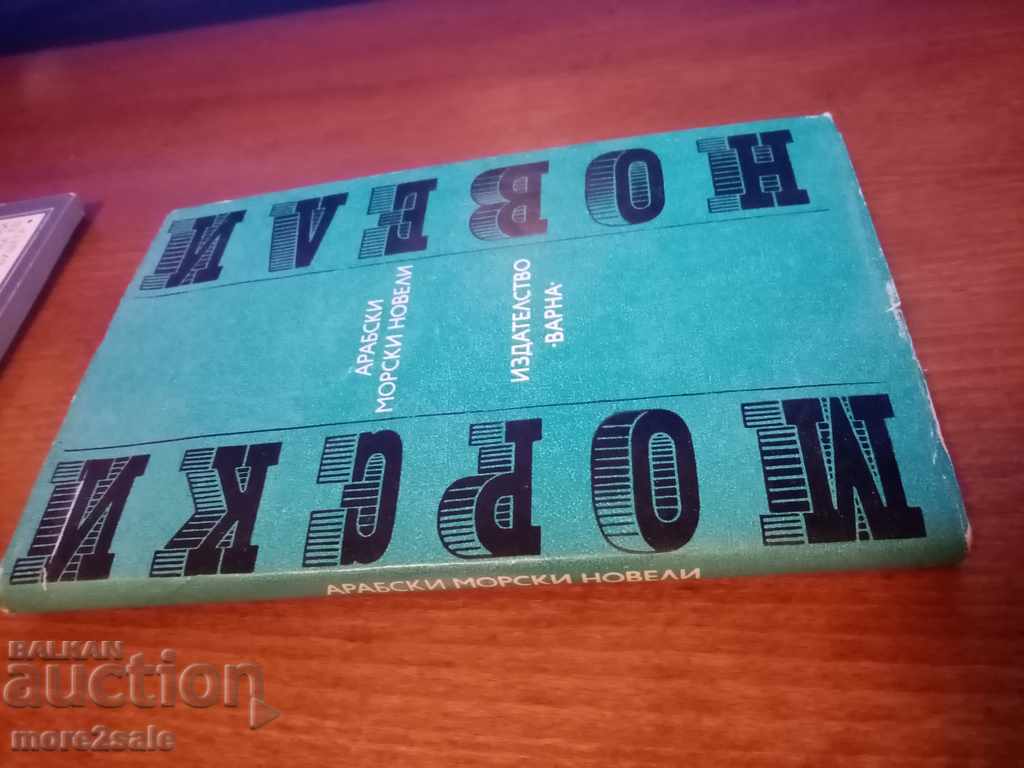 МОРСКИ
АРАБСКИ
МОРСКИ НОВЕЛИ
ИЗДАТЕЛСТВО
·ВАРНА·
НОВЕЛИ
АРАБСКИ МОРСКИ НОВЕЛИ
BALKAN
auction
more2sale